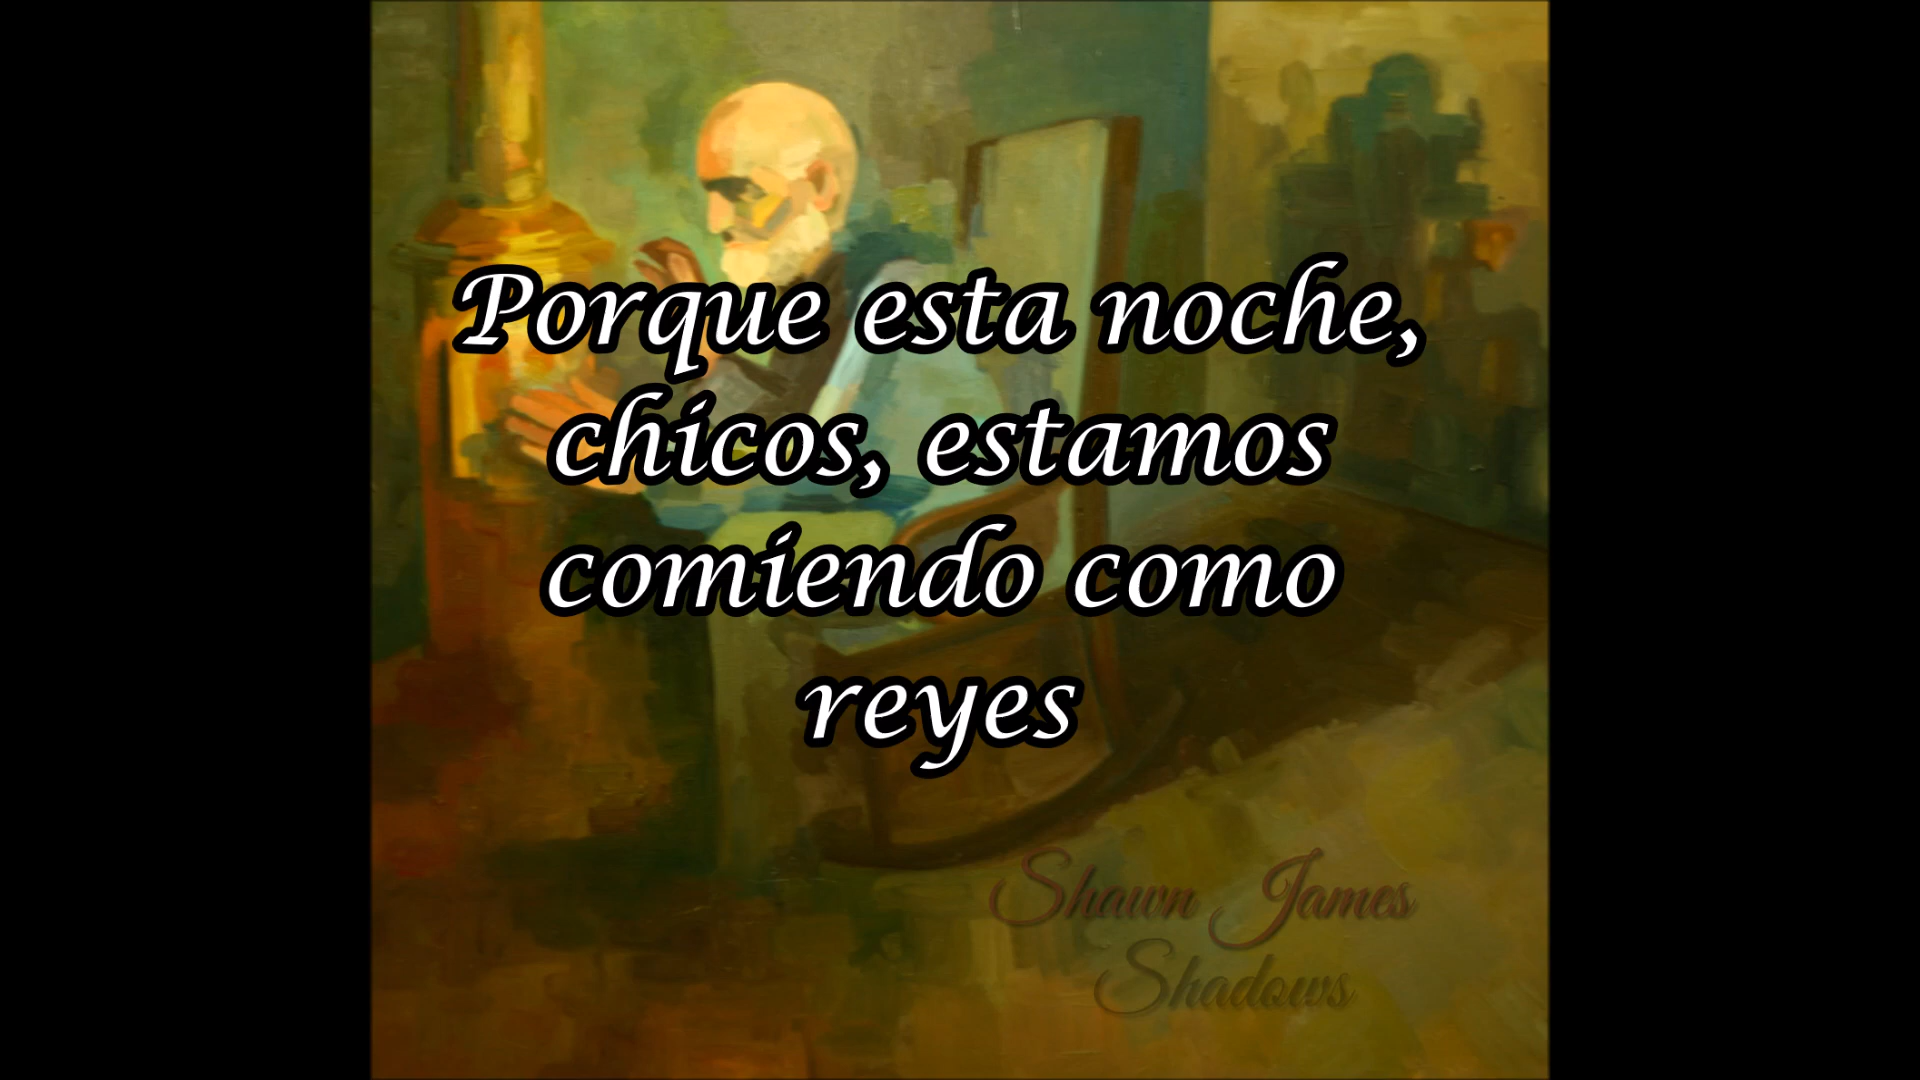 Porque esta noche,
chicos, estamos
comiendo como
reyes
Shawn James
Shadows